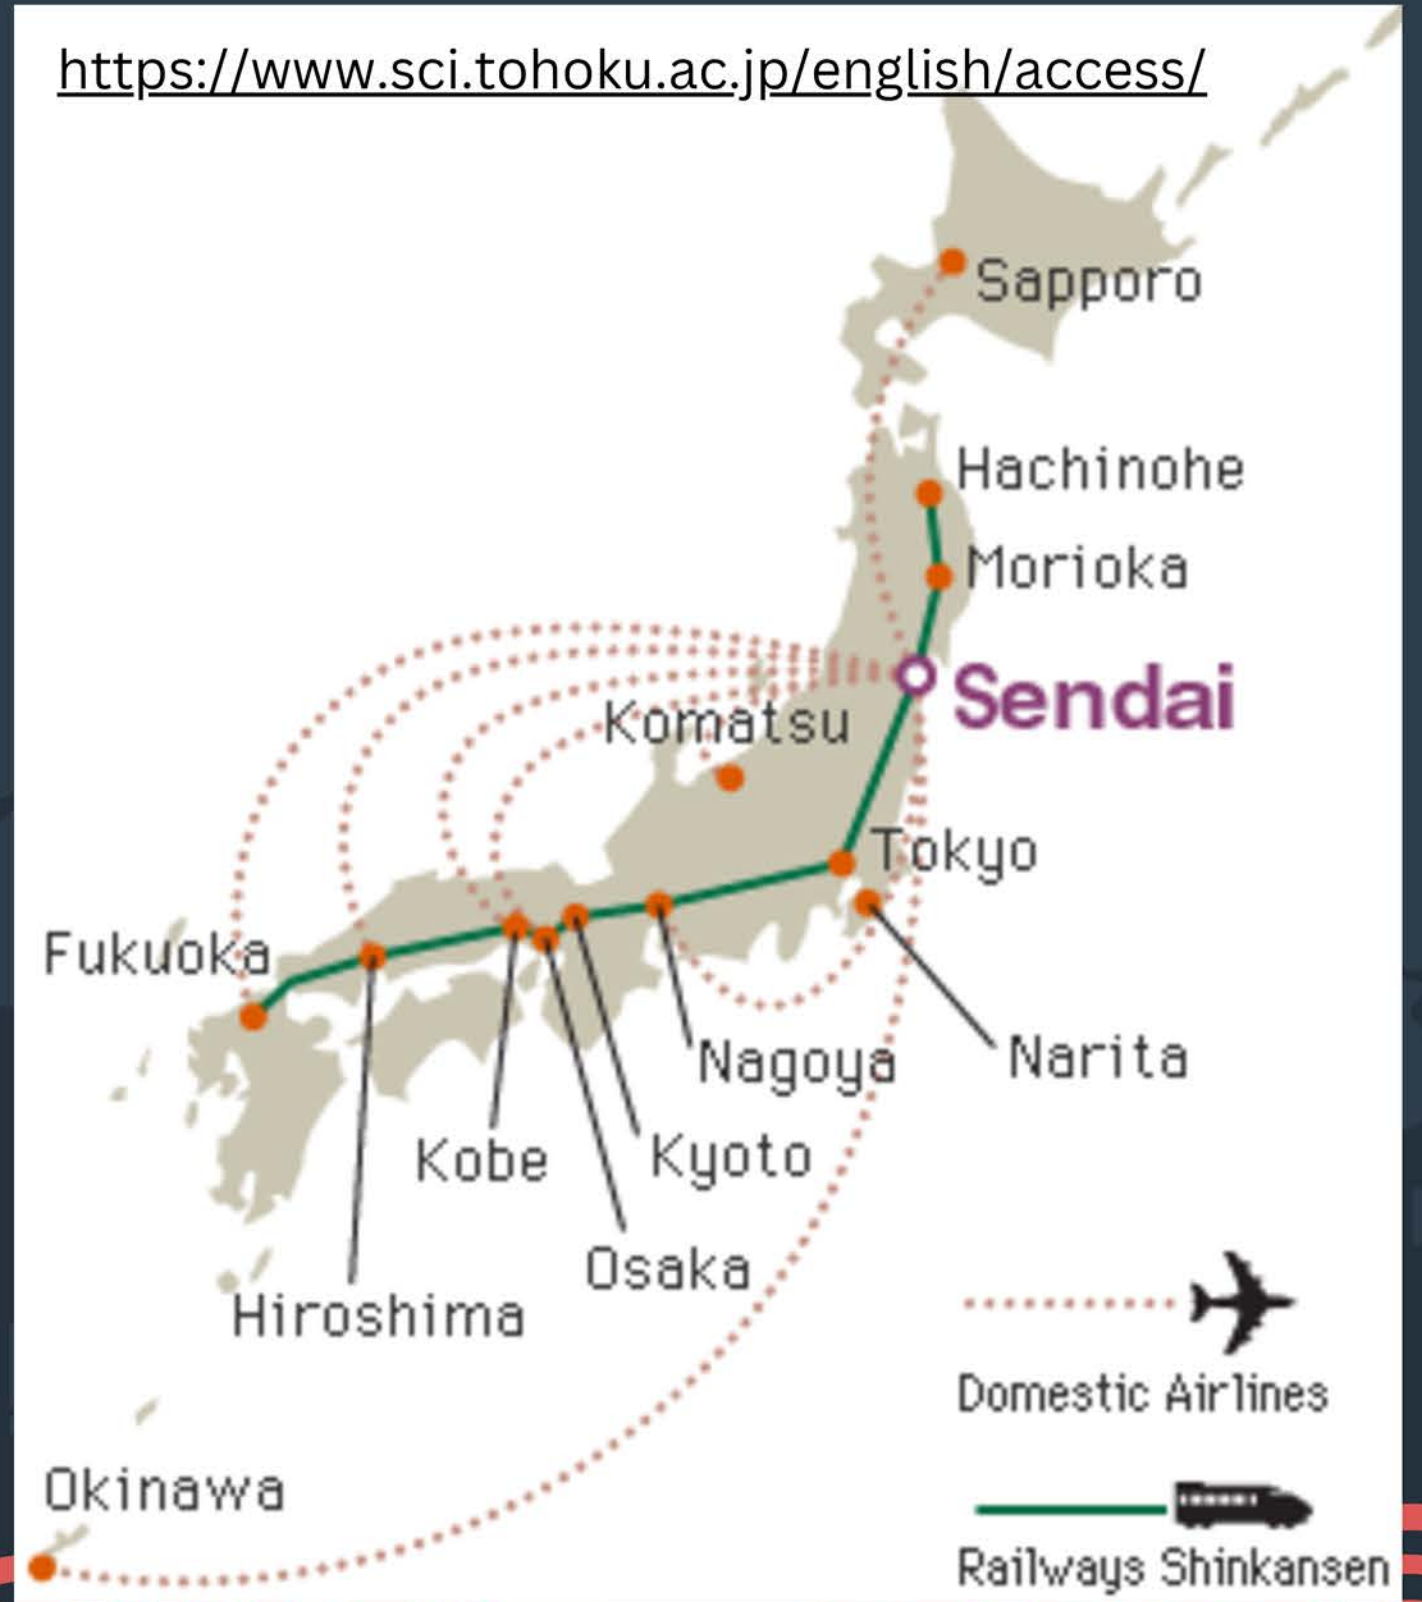 https://www.sci.tohoku.ac.jp/english/access/
Sapporo
Hachinohe
Morioka
Sendai
Komatsu
Tokyo
Fukuoka
Nagoya
Narita
Kobe
Kyoto
Osaka
Hiroshima
Domestic Airlines
Okinawa
Railways Shinkansen